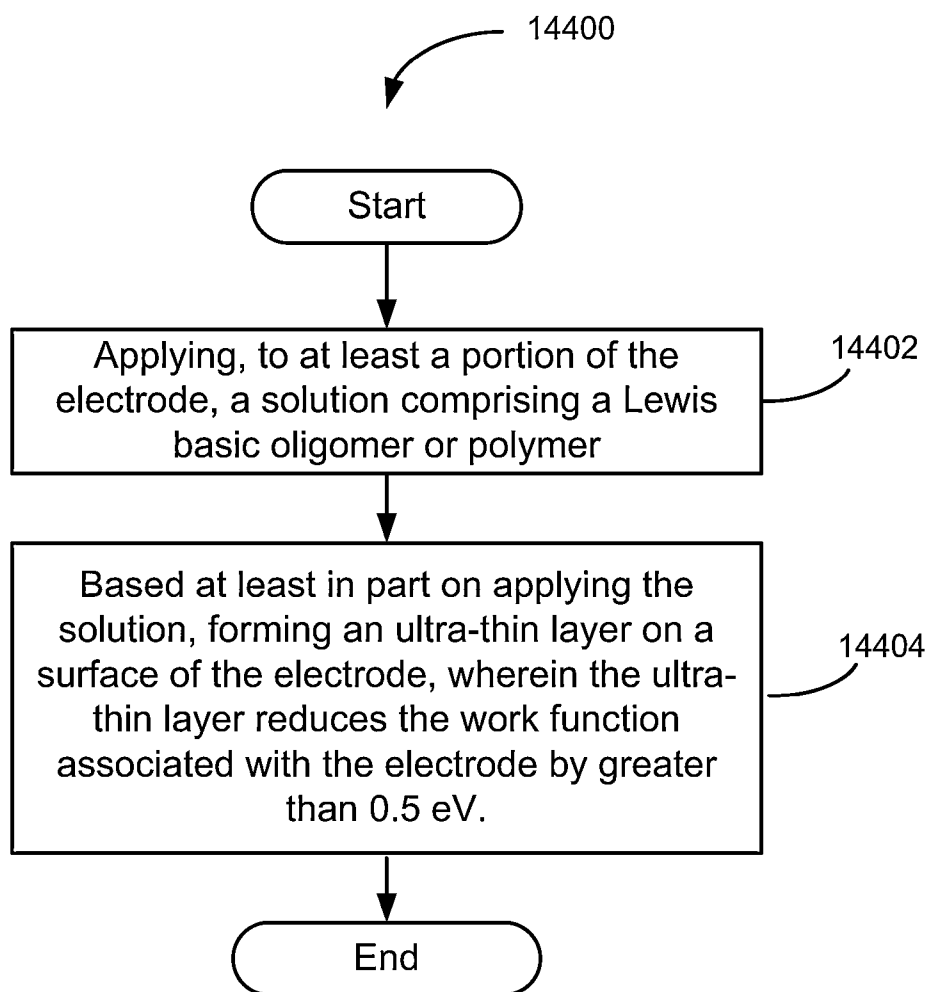 14400
Start
Applying, to at least a portion of the
electrode, a solution comprising a Lewis
basic oligomer or polymer
14402
Based at least in part on applying the
solution, forming an ultra-thin layer on a
surface of the electrode, wherein the ultra-
thin layer reduces the work function
associated with the electrode by greater
than 0.5 eV.
14404
End